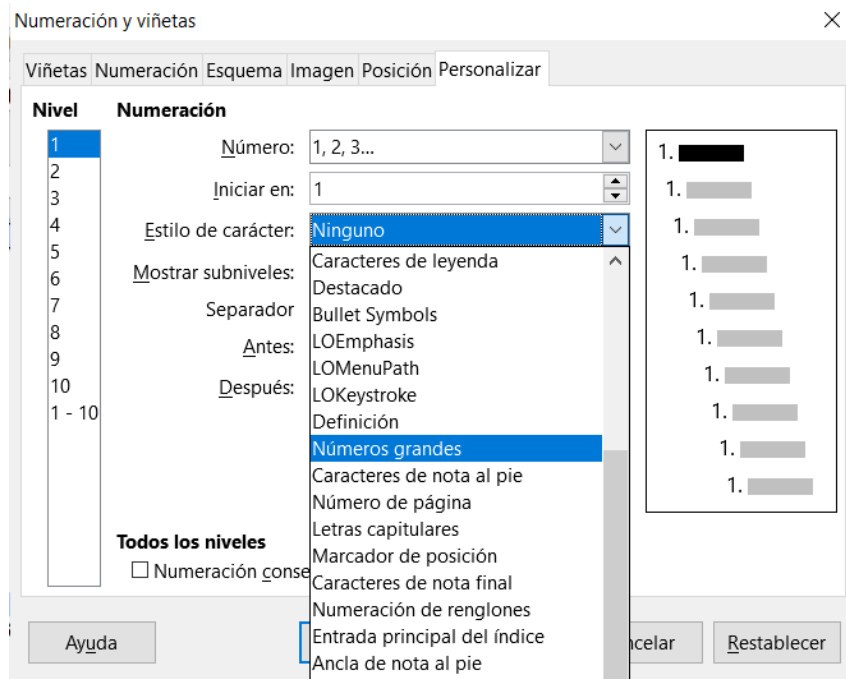 Numeración y viñetas
Viñetas Numeración Esquema Imagen Posición Personalizar
Nivel
1
2
3
4
5
6
7
8
9
10
1 - 10
Numeración
Número: 1, 2, 3...
Iniciar en: 1
Estilo de carácter: Ninguno
Mostrar subniveles:
Separador
Antes:
Después:
Caracteres de leyenda
Destacado
Bullet Symbols
LOEmphasis
LOMenuPath
LOKeystroke
Definición
Números grandes
Caracteres de nota al pie
Número de página
Letras capitulares
Marcador de posición
Caracteres de nota final
Numeración de renglones
Entrada principal del índice
Ancla de nota al pie
Todos los niveles
Numeración conse
1.
1.
1.
1.
1.
1.
1.
1.
1.
1.
Ayuda
ncelar
Restablecer